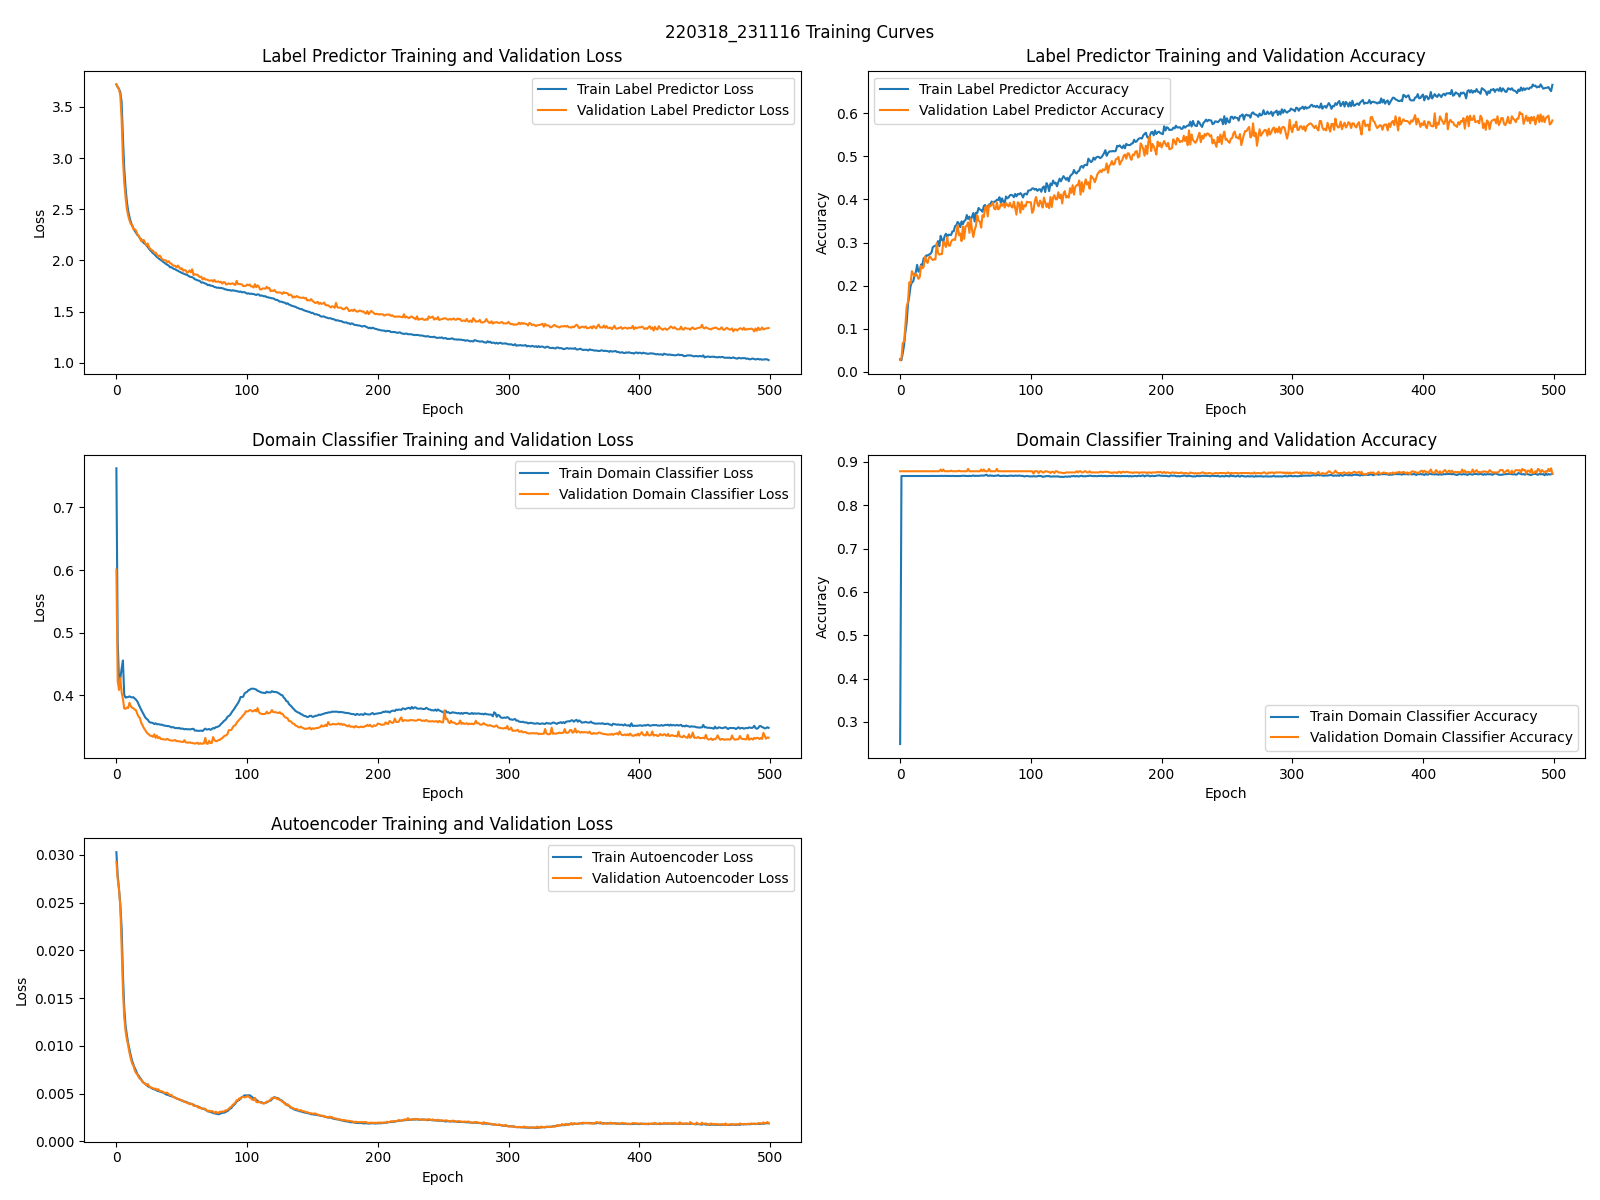 220318_231116 Training Curves
Label Predictor Training and Validation Loss
Train Label Predictor Loss
Validation Label Predictor Loss
3.5
3.0
2.5
2.0
1.5
1.0
Loss
0 100 200 300 400 500
Epoch
Label Predictor Training and Validation Accuracy
Train Label Predictor Accuracy
Validation Label Predictor Accuracy
0.6
0.5
0.4
0.3
0.2
0.1
0.0
Accuracy
0 100 200 300 400 500
Epoch
Domain Classifier Training and Validation Loss
Train Domain Classifier Loss
Validation Domain Classifier Loss
0.7
0.6
0.5
0.4
Loss
0 100 200 300 400 500
Epoch
Domain Classifier Training and Validation Accuracy
0.9
0.8
0.7
0.6
0.5
0.4
0.3
Accuracy
Train Domain Classifier Accuracy
Validation Domain Classifier Accuracy
0 100 200 300 400 500
Epoch
Autoencoder Training and Validation Loss
Train Autoencoder Loss
Validation Autoencoder Loss
0.030
0.025
0.020
0.015
0.010
0.005
0.000
Loss
0 100 200 300 400 500
Epoch